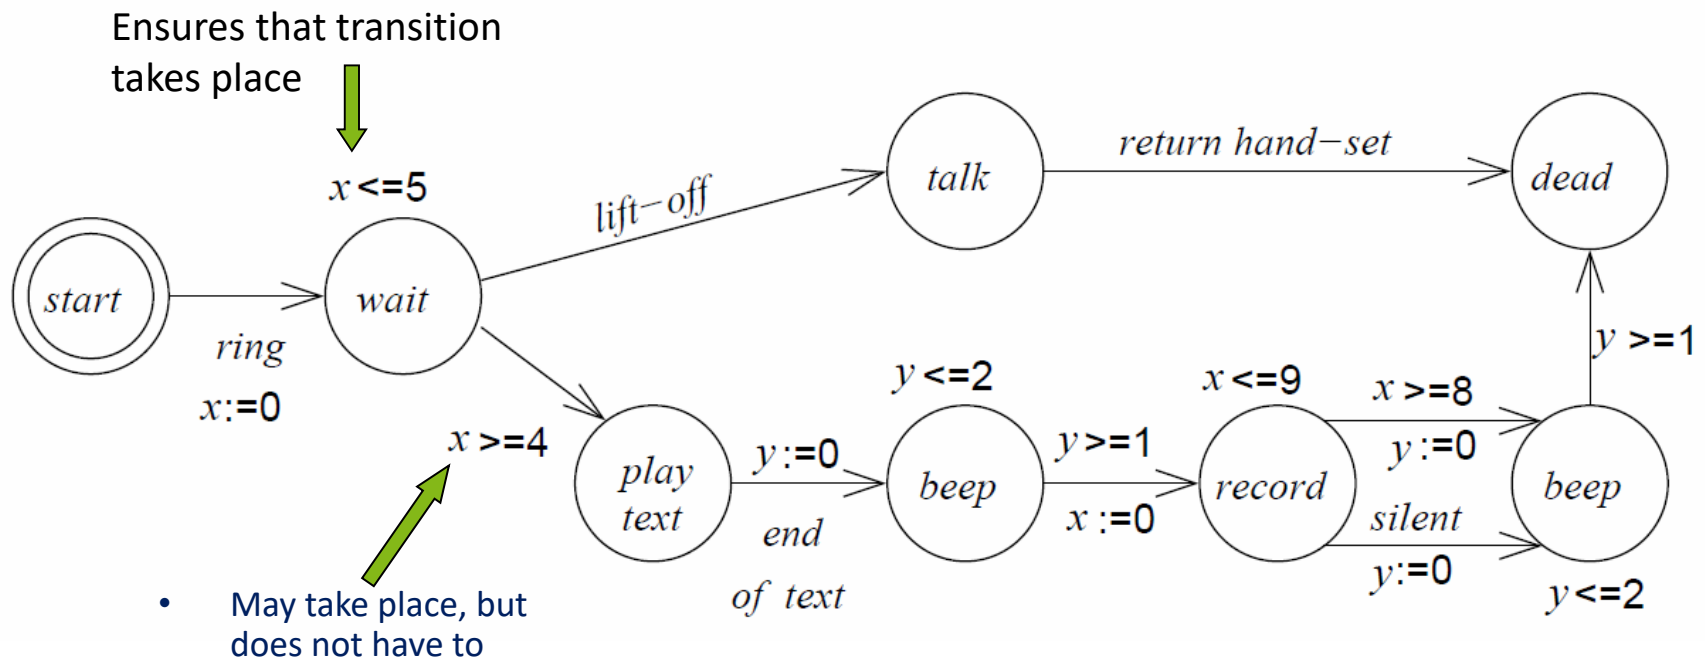 Ensures that transition
takes place
x<=5
start
ring
x:=0
wait
lift-off
talk
return hand-set
dead
x >=4
play
text
y:=0
end
of text
y<=2
beep
y>=1
x :=0
x<=9
record
x >=8
y:=0
silent
y:=0
beep
y<=2
y >=1
• May take place, but
does not have to